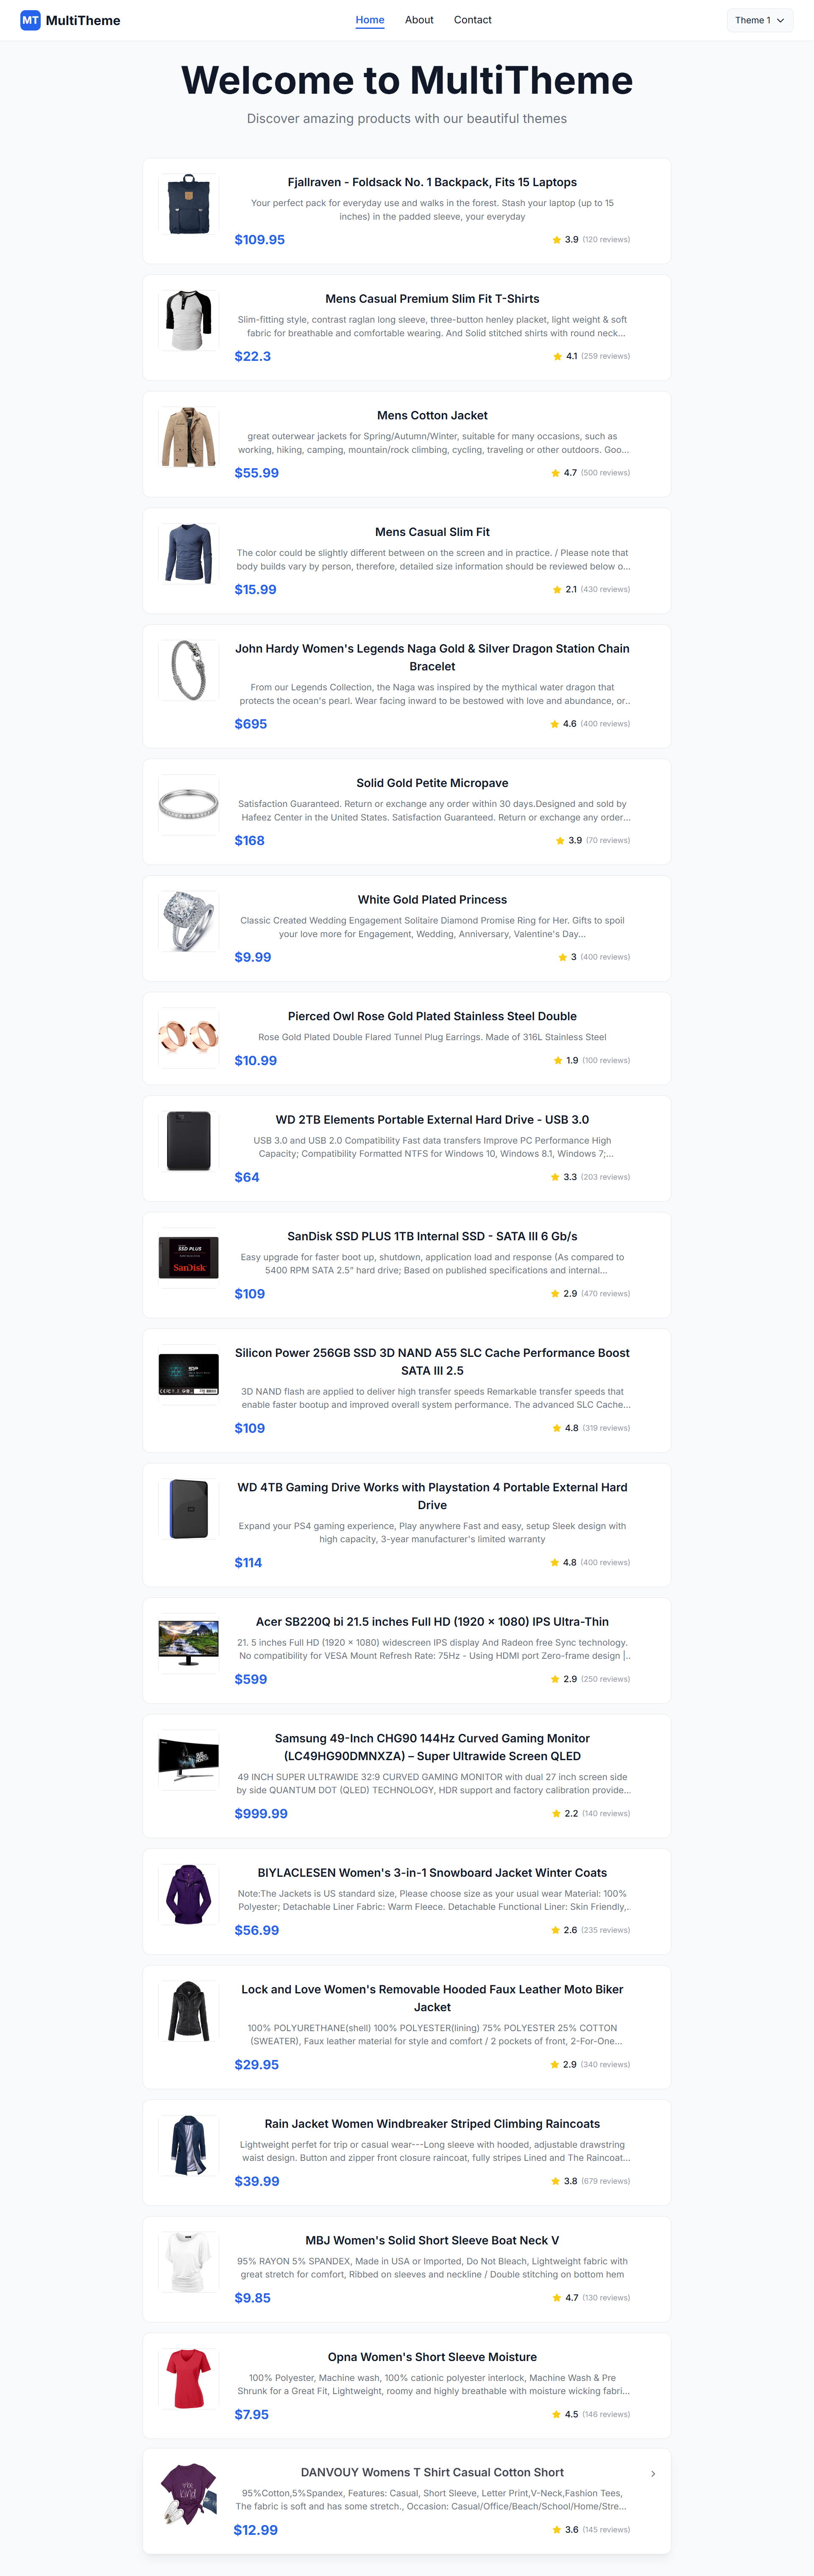 MT MultiTheme
Home
About
Contact
Theme 1
Welcome to MultiTheme
Discover amazing products with our beautiful themes
Fjallraven - Foldsack No. 1 Backpack, Fits 15 Laptops
Your perfect pack for everyday use and walks in the forest. Stash your laptop (up to 15
inches) in the padded sleeve, your everyday
$109.95
3.9 (120 reviews)
Mens Casual Premium Slim Fit T-Shirts
Slim-fitting style, contrast raglan long sleeve, three-button henley placket, light weight & soft
fabric for breathable and comfortable wearing. And Solid stitched shirts with round neck...
$22.3
4.1 (259 reviews)
Mens Cotton Jacket
great outerwear jackets for Spring/Autumn/Winter, suitable for many occasions, such as
working, hiking, camping, mountain/rock climbing, cycling, traveling or other outdoors. Goo...
$55.99
4.7 (500 reviews)
Mens Casual Slim Fit
The color could be slightly different between on the screen and in practice. / Please note that
body builds vary by person, therefore, detailed size information should be reviewed below o...
$15.99
2.1 (430 reviews)
John Hardy Women's Legends Naga Gold & Silver Dragon Station Chain
Bracelet
From our Legends Collection, the Naga was inspired by the mythical water dragon that
protects the ocean's pearl. Wear facing inward to be bestowed with love and abundance, or..
$695
4.6 (400 reviews)
Solid Gold Petite Micropave
Satisfaction Guaranteed. Return or exchange any order within 30 days.Designed and sold by
Hafeez Center in the United States. Satisfaction Guaranteed. Return or exchange any order...
$168
3.9 (70 reviews)
White Gold Plated Princess
Classic Created Wedding Engagement Solitaire Diamond Promise Ring for Her. Gifts to spoil
your love more for Engagement, Wedding, Anniversary, Valentine's Day...
$9.99
3 (400 reviews)
Pierced Owl Rose Gold Plated Stainless Steel Double
Rose Gold Plated Double Flared Tunnel Plug Earrings. Made of 316L Stainless Steel
$10.99
1.9 (100 reviews)
WD 2TB Elements Portable External Hard Drive - USB 3.0
USB 3.0 and USB 2.0 Compatibility Fast data transfers Improve PC Performance High
Capacity; Compatibility Formatted NTFS for Windows 10, Windows 8.1, Windows 7;...
$64
3.3 (203 reviews)
SSD PLUS
SanDisk
SanDisk SSD PLUS 1TB Internal SSD - SATA III 6 Gb/s
Easy upgrade for faster boot up, shutdown, application load and response (As compared to
5400 RPM SATA 2.5” hard drive; Based on published specifications and internal...
$109
2.9 (470 reviews)
Silicon Power 256GB SSD 3D NAND A55 SLC Cache Performance Boost
SATA III 2.5
3D NAND flash are applied to deliver high transfer speeds Remarkable transfer speeds that
enable faster bootup and improved overall system performance. The advanced SLC Cache...
$109
4.8 (319 reviews)
WD 4TB Gaming Drive Works with Playstation 4 Portable External Hard
Drive
Expand your PS4 gaming experience, Play anywhere Fast and easy, setup Sleek design with
high capacity, 3-year manufacturer's limited warranty
$114
4.8 (400 reviews)
Acer SB220Q bi 21.5 inches Full HD (1920 x 1080) IPS Ultra-Thin
21. 5 inches Full HD (1920 x 1080) widescreen IPS display And Radeon free Sync technology.
No compatibility for VESA Mount Refresh Rate: 75Hz - Using HDMI port Zero-frame design |..
$599
2.9 (250 reviews)
Samsung 49-Inch CHG90 144Hz Curved Gaming Monitor
(LC49HG90DMNXZA) – Super Ultrawide Screen QLED
49 INCH SUPER ULTRAWIDE 32:9 CURVED GAMING MONITOR with dual 27 inch screen side
by side QUANTUM DOT (QLED) TECHNOLOGY, HDR support and factory calibration provide...
$999.99
2.2 (140 reviews)
BIYLACLESEN Women's 3-in-1 Snowboard Jacket Winter Coats
Note:The Jackets is US standard size, Please choose size as your usual wear Material: 100%
Polyester; Detachable Liner Fabric: Warm Fleece. Detachable Functional Liner: Skin Friendly,.
$56.99
2.6 (235 reviews)
Lock and Love Women's Removable Hooded Faux Leather Moto Biker
Jacket
100% POLYURETHANE(shell) 100% POLYESTER(lining) 75% POLYESTER 25% COTTON
(SWEATER), Faux leather material for style and comfort / 2 pockets of front, 2-For-One...
$29.95
2.9 (340 reviews)
Rain Jacket Women Windbreaker Striped Climbing Raincoats
Lightweight perfet for trip or casual wear---Long sleeve with hooded, adjustable drawstring
waist design. Button and zipper front closure raincoat, fully stripes Lined and The Raincoat...
$39.99
3.8 (679 reviews)
MBJ Women's Solid Short Sleeve Boat Neck V
95% RAYON 5% SPANDEX, Made in USA or Imported, Do Not Bleach, Lightweight fabric with
great stretch for comfort, Ribbed on sleeves and neckline / Double stitching on bottom hem
$9.85
4.7 (130 reviews)
Opna Women's Short Sleeve Moisture
100% Polyester, Machine wash, 100% cationic polyester interlock, Machine Wash & Pre
Shrunk for a Great Fit, Lightweight, roomy and highly breathable with moisture wicking fabri...
$7.95
4.5 (146 reviews)
be
kind
DANVOUY Womens T Shirt Casual Cotton Short
95%Cotton,5%Spandex, Features: Casual, Short Sleeve, Letter Print,V-Neck,Fashion Tees,
The fabric is soft and has some stretch., Occasion: Casual/Office/Beach/School/Home/Stre...
$12.99
3.6 (145 reviews)